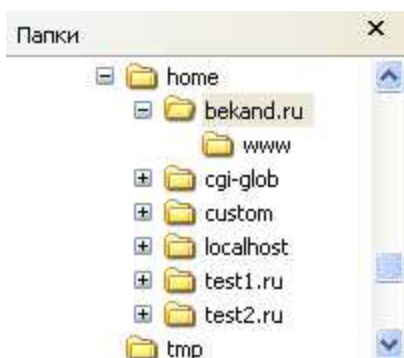 Папки
home
bekand.ru
www
cgi-glob
custom
localhost
test1.ru
test2.ru
tmp